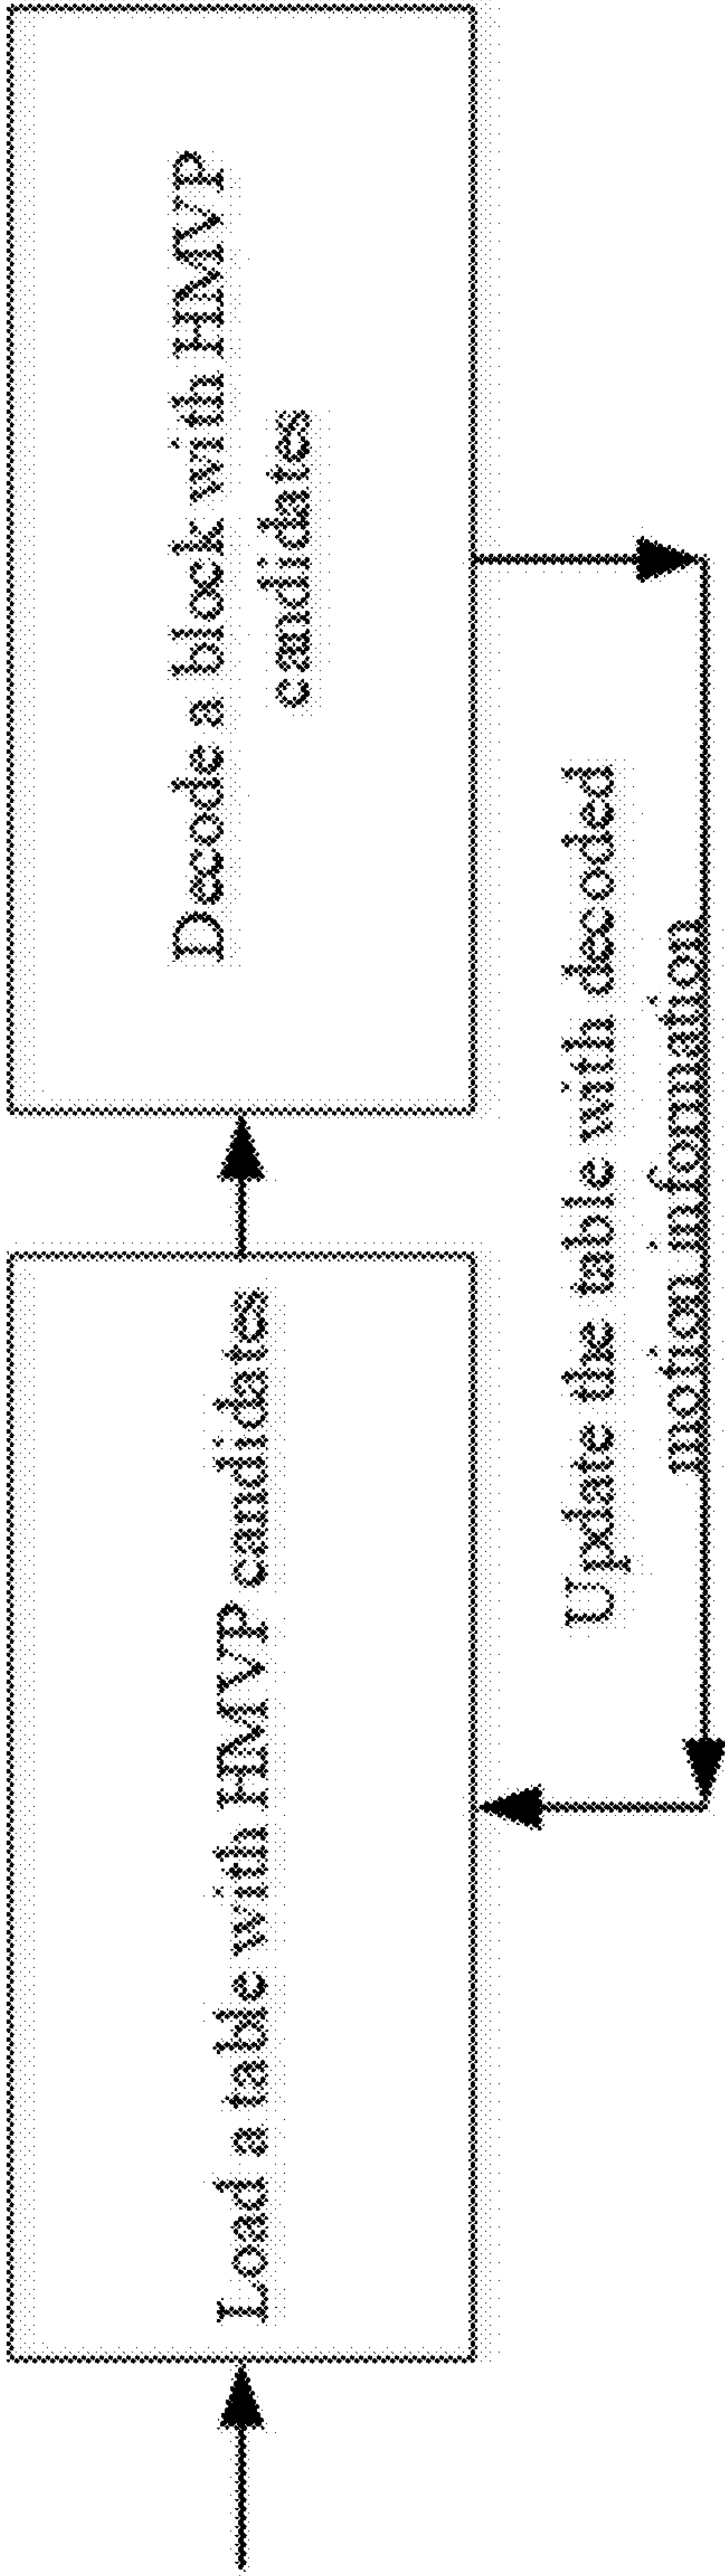 Load a table with HMVP candidates
Decode a block with HMVP
candidates
Update the table with decoded
motion information